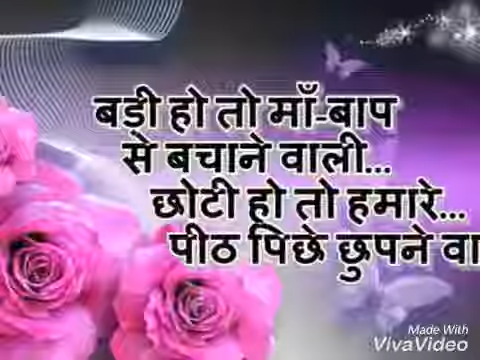 बड़ी हो तो माँ-बाप
से बचाने वाली...
छोटी हो तो हमारे...
पीठ पिछे छुपने वा
Made With
VivaVideo